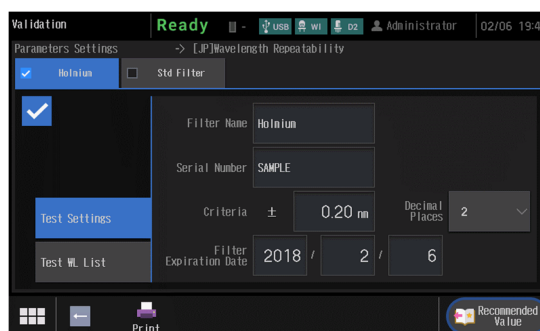 Validation Ready - USB WI D2 Administrator 02/06 19:4
Parameters Settings -> [JP]Wavelength Repeatability
Holmium Std Filter
Filter Name Holmium
Serial Number SAMPLE
Criteria ± 0.20 nm Decimal Places 2
Test Settings
Filter Expiration Date 2018 / 2 / 6
Test WL List
Print
Recommended Value